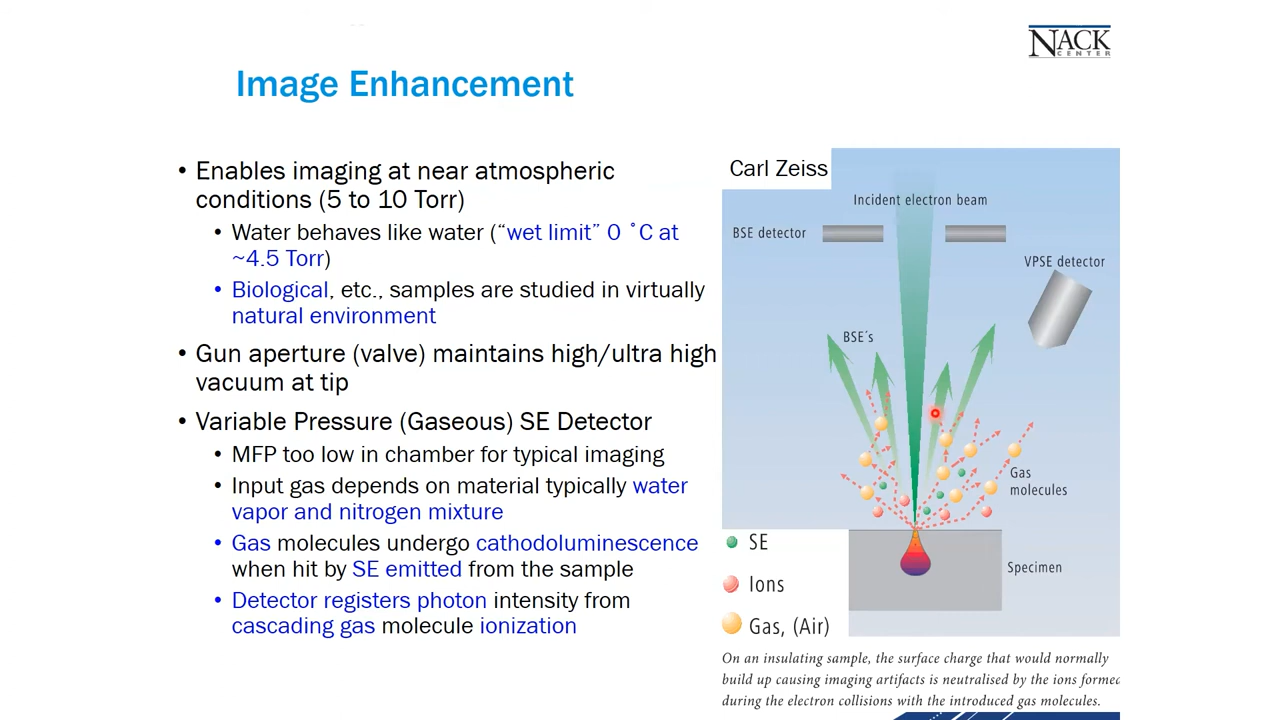 NACK
CENTER
Image Enhancement
• Enables imaging at near atmospheric
conditions (5 to 10 Torr)
• Water behaves like water (“wet limit” 0 ˚C at
~4.5 Torr)
• Biological, etc., samples are studied in virtually
natural environment
• Gun aperture (valve) maintains high/ultra high
vacuum at tip
• Variable Pressure (Gaseous) SE Detector
• MFP too low in chamber for typical imaging
• Input gas depends on material typically water
vapor and nitrogen mixture
• Gas molecules undergo cathodoluminescence
when hit by SE emitted from the sample
• Detector registers photon intensity from
cascading gas molecule ionization
Carl Zeiss
Incident electron beam
BSE detector
VPSE detector
BSE´s
Gas
molecules
SE
Ions
Gas, (Air)
Specimen
On an insulating sample, the surface charge that would normally
build up causing imaging artifacts is neutralised by the ions formed
during the electron collisions with the introduced gas molecules.